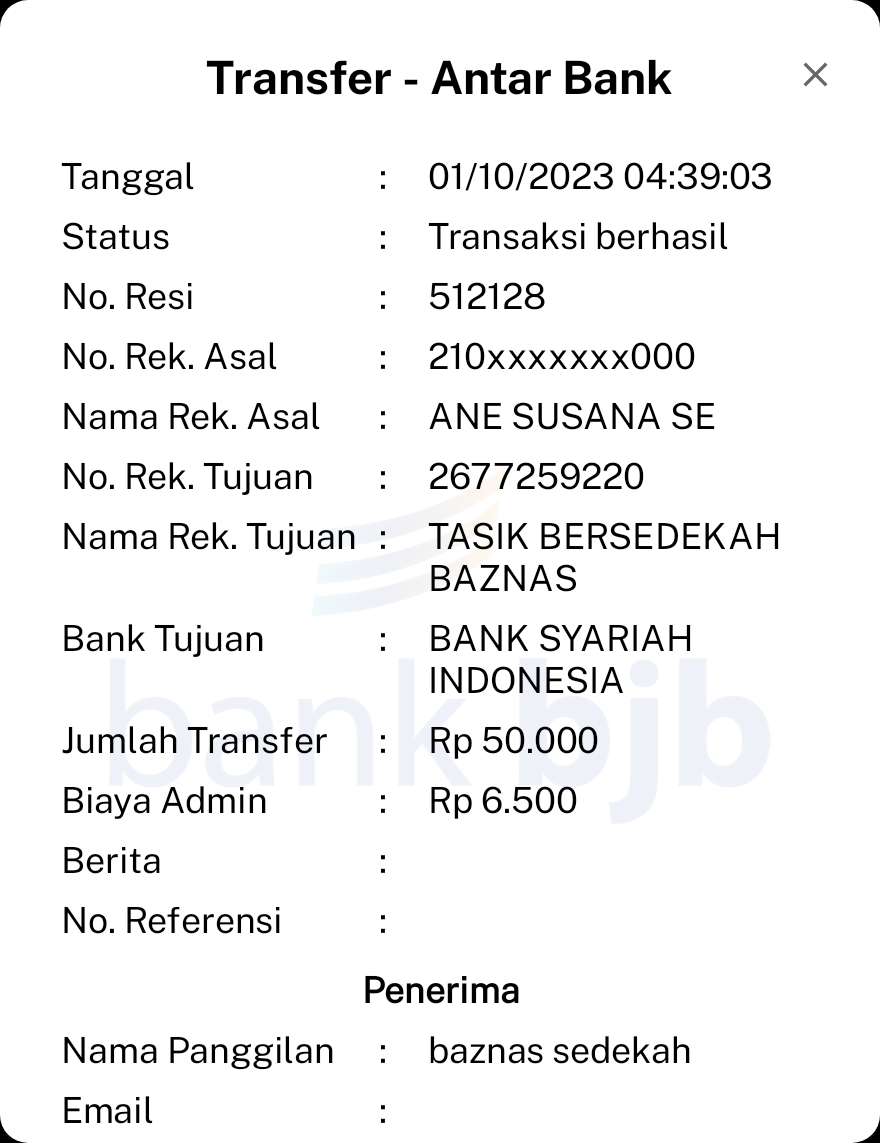 Transfer - Antar Bank
Tanggal : 01/10/2023 04:39:03
Status : Transaksi berhasil
No. Resi : 512128
No. Rek. Asal : 210xxxxxxx000
Nama Rek. Asal : ANE SUSANA SE
No. Rek. Tujuan : 2677259220
Nama Rek. Tujuan : TASIK BERSEDEKAH
BAZNAS
Bank Tujuan : BANK SYARIAH
INDONESIA
bank bjb
Jumlah Transfer : Rp 50.000
Biaya Admin : Rp 6.500
Berita :
No. Referensi :
Penerima
Nama Panggilan : baznas sedekah
Email :